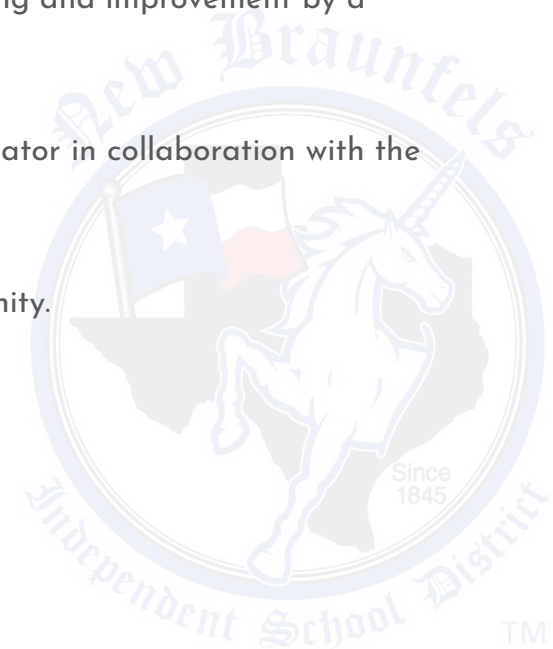 ng and improvement by a
New Braunfels
ator in collaboration with the
nity.
Since
1845
Independent School District
TM